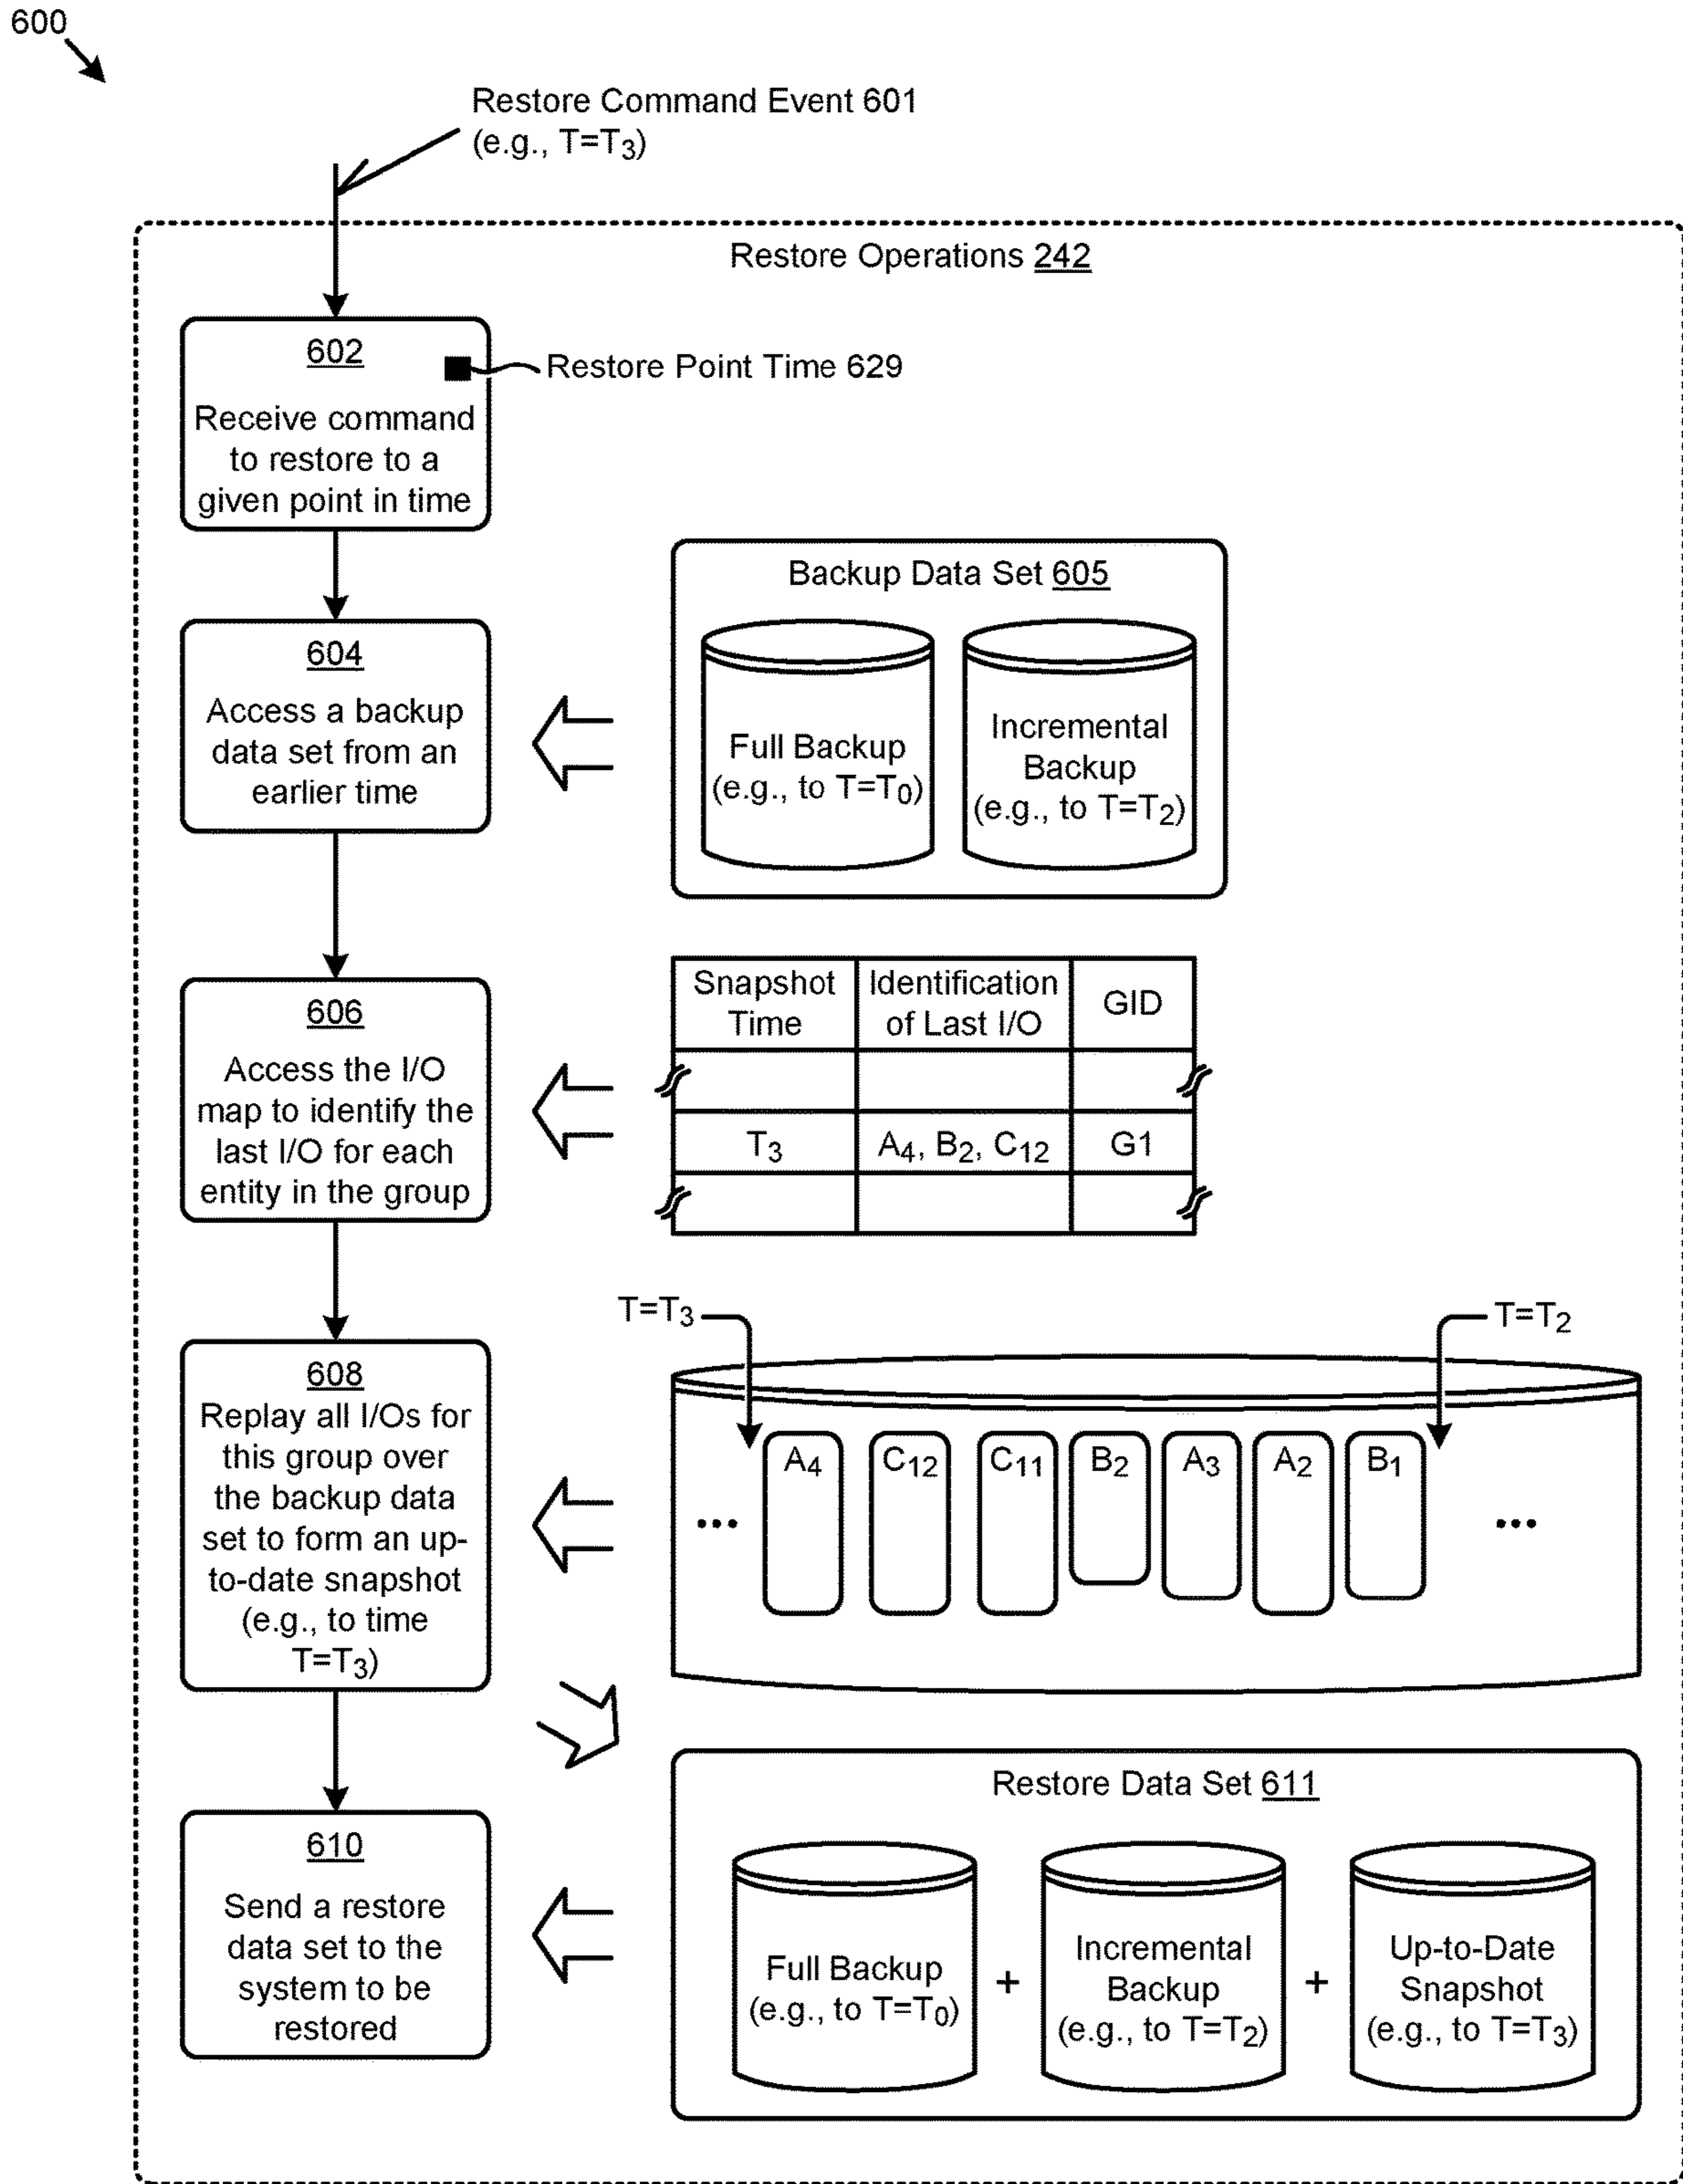 600
Restore Command Event 601
(e.g., T=T3)
Restore Operations 242
602
Restore Point Time 629
Receive command
to restore to a
given point in time
Backup Data Set 605
604
Access a backup
data set from an
earlier time
Full Backup
(e.g., to T=T0)
Incremental
Backup
(e.g., to T=T2)
606
Access the I/O
map to identify the
last I/O for each
entity in the group
Snapshot
Time
Identification
of Last I/O
GID
T3
A4, B2, C12
G1
608
Replay all I/Os for
this group over
the backup data
set to form an up-
to-date snapshot
(e.g., to time
T=T3)
T=T3
T=T2
...
A4
C12
C11
B2
A3
A2
B1
...
610
Send a restore
data set to the
system to be
restored
Restore Data Set 611
Full Backup
(e.g., to T=T0)
+
Incremental
Backup
(e.g., to T=T2)
+
Up-to-Date
Snapshot
(e.g., to T=T3)